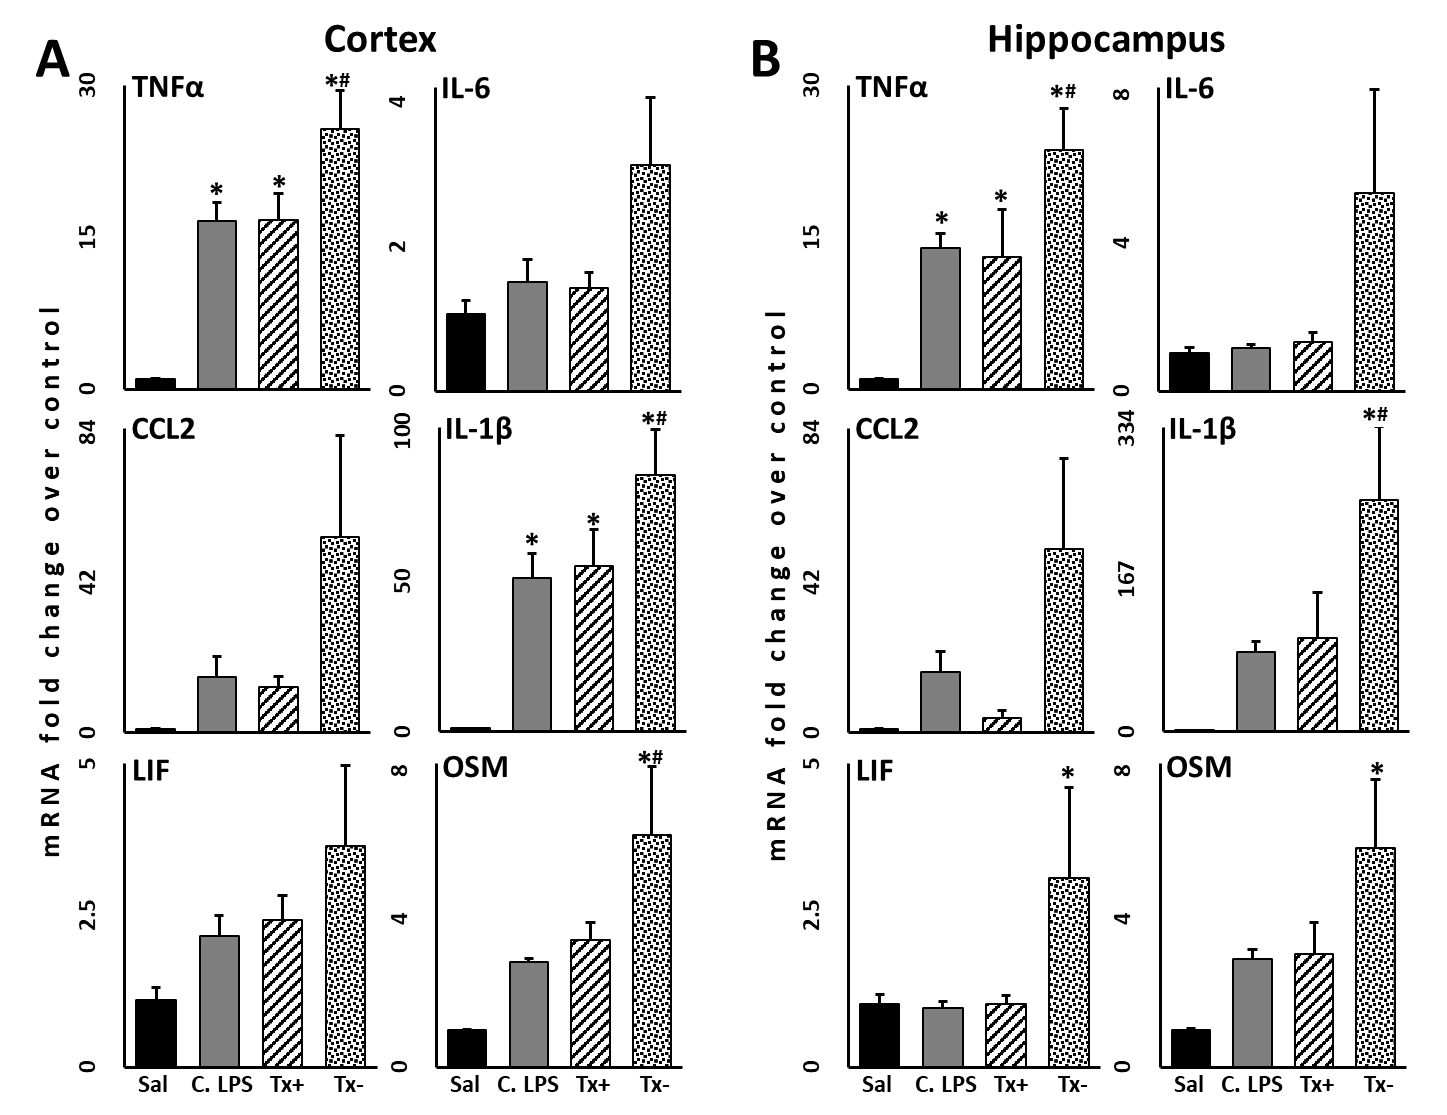 A
Cortex
mRNA fold change over control
TNFα
30
15
0
*
*
*#
IL-6
4
2
0
CCL2
84
42
0
IL-1β
100
50
0
*
*
*#
LIF
5
2.5
0
Sal C. LPS Tx+ Tx-
OSM
8
4
0
*#
Sal C. LPS Tx+ Tx-
B
Hippocampus
mRNA fold change over control
TNFα
30
15
0
*
*
*#
IL-6
8
4
0
CCL2
84
42
0
IL-1β
334
167
0
*#
LIF
5
2.5
0
*
Sal C. LPS Tx+ Tx-
OSM
8
4
0
*
Sal C. LPS Tx+ Tx-